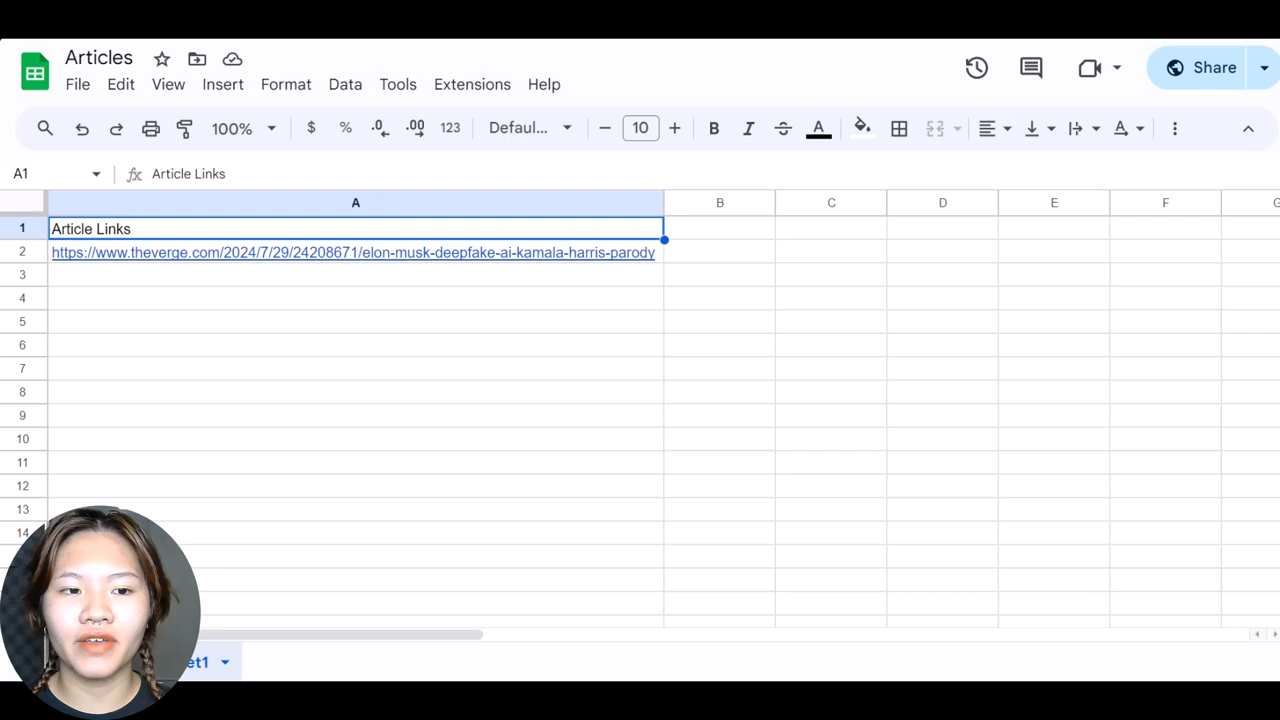 Articles
File Edit View Insert Format Data Tools Extensions Help
Share
100% $ % .0 .00 123 Defaul... 10 B I A A
A1 fx Article Links
A B C D E F G
1 Article Links
2 https://www.theverge.com/2024/7/29/24208671/elon-musk-deepfake-ai-kamala-harris-parody
3
4
5
6
7
8
9
10
11
12
13
14
et1